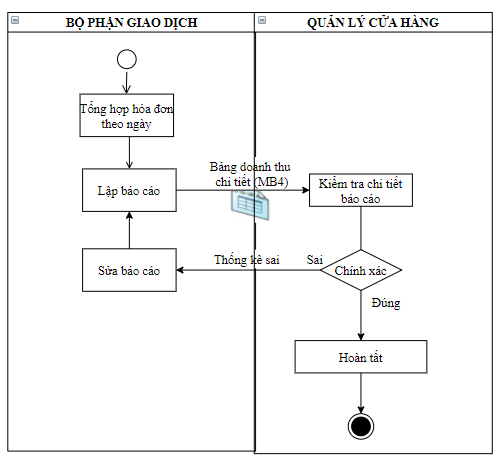 BỘ PHẬN GIAO DỊCH
QUẢN LÝ CỬA HÀNG
Tổng hợp hóa đơn
theo ngày
Lập báo cáo
Bảng doanh thu
chi tiết (MB4)
Kiểm tra chi tiết
báo cáo
Sửa báo cáo
Thống kê sai
Sai
Chính xác
Đúng
Hoàn tất